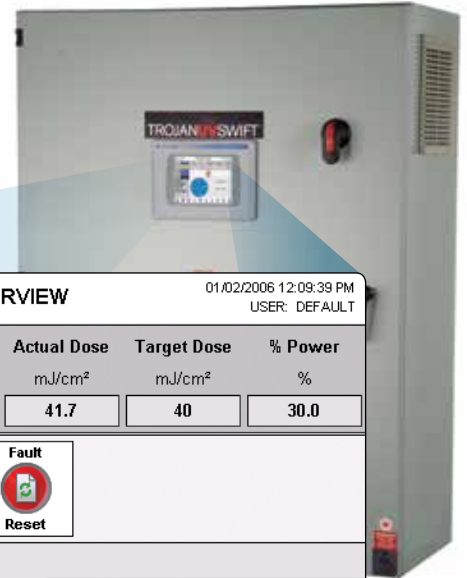 TROJANUVSWIFT
RVIEW
01/02/2006 12:09:39 PM
USER: DEFAULT
Actual Dose Target Dose % Power
mJ/cm² mJ/cm² %
41.7 40 30.0
Fault
Reset